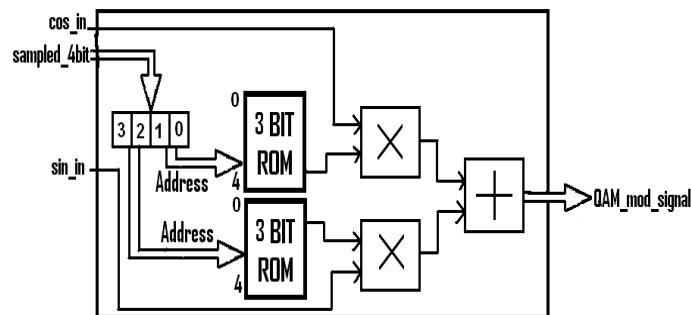 cos_in
sampled_4bit
3 2 1 0
0
3 BIT
ROM
4
Address
sin_in
0
3 BIT
ROM
4
Address
QAM_mod_signal